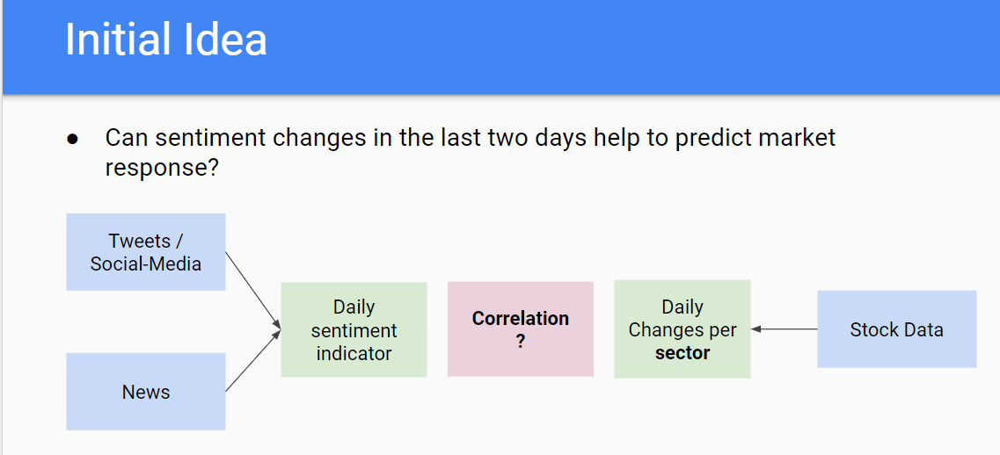 Initial Idea
● Can sentiment changes in the last two days help to predict market
response?
Tweets /
Social-Media
News
Daily
sentiment
indicator
Correlation
?
Daily
Changes per
sector
Stock Data